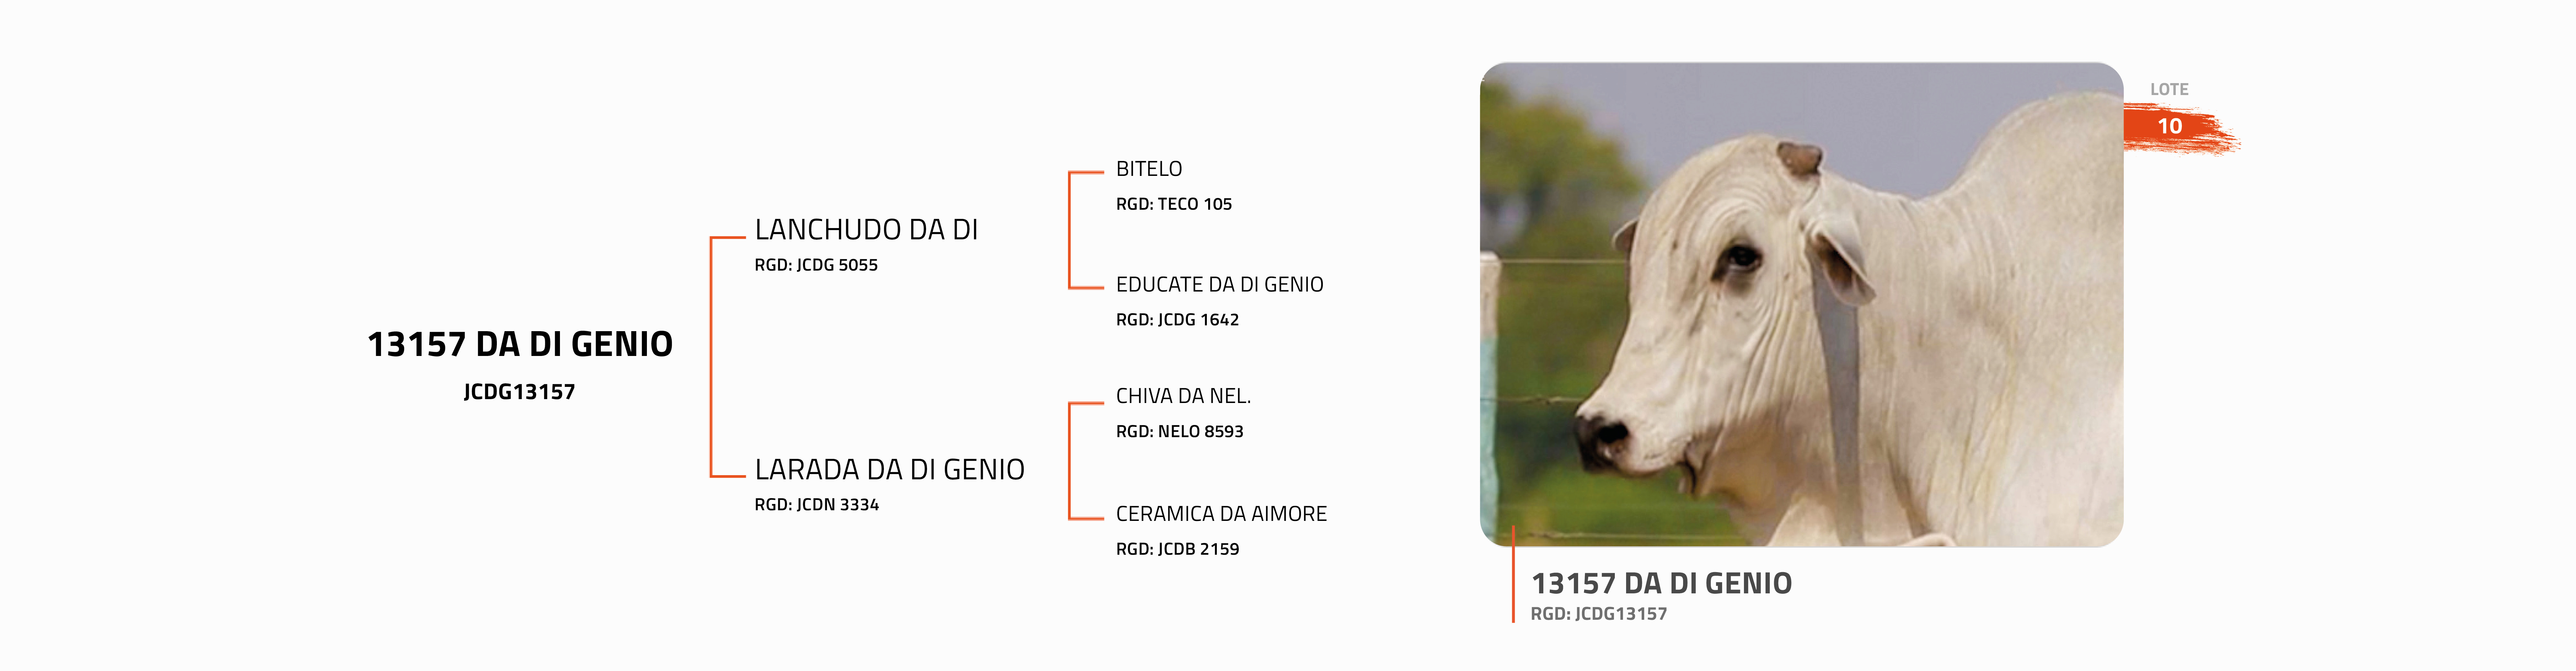 13157 DA DI GENIO
JCDG13157
LANCHUDO DA DI
RGD: JCDG 5055
LARADA DA DI GENIO
RGD: JCDN 3334
BITELO
RGD: TECO 105
EDUCATE DA DI GENIO
RGD: JCDG 1642
CHIVA DA NEL.
RGD: NELO 8593
CERAMICA DA AIMORE
RGD: JCDB 2159
LOTE
10
13157 DA DI GENIO
RGD: JCDG13157